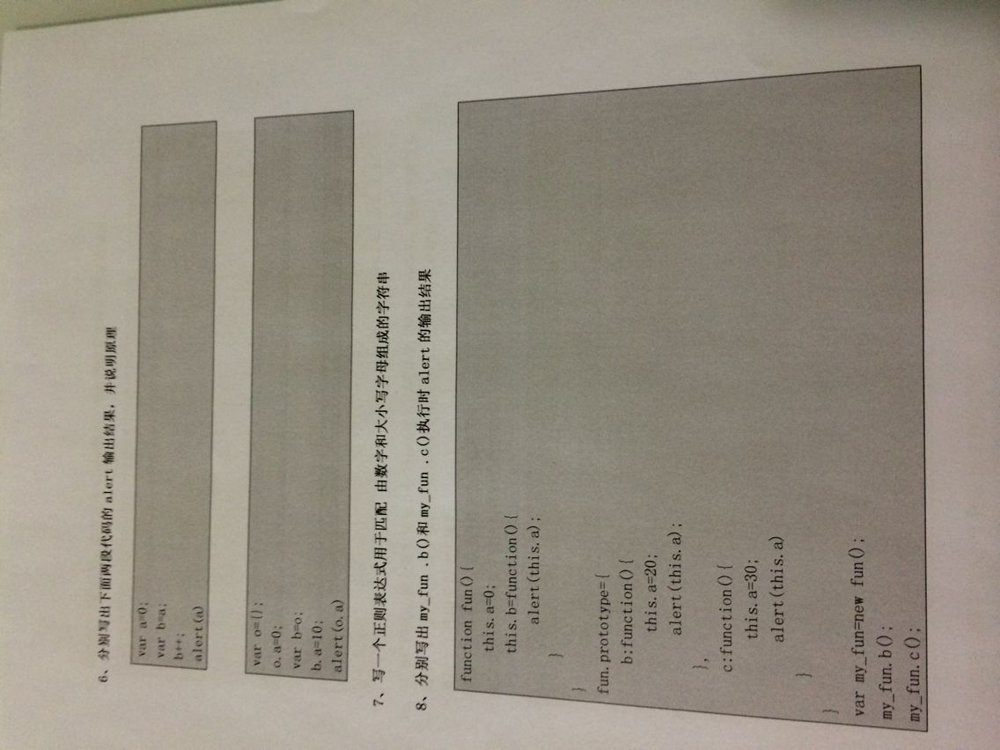 6、分别写出下面两段代码的 alert 输出结果，并说明原理
var a=0;
var b=a;
b++;
alert(a)
var o={};
o.a=0;
var b=o;
b.a=10;
alert(o.a)
7、写一个正则表达式用于匹配 由数字和大小写字母组成的字符串
8、分别写出 my_fun .b()和 my_fun .c()执行时 alert 的输出结果
function fun(){
this.a=0;
this.b=function(){
alert(this.a);
}
}
fun.prototype={
b:function(){
this.a=20;
alert(this.a);
},
c:function(){
this.a=30;
alert(this.a)
}
}
var my_fun=new fun();
my_fun.b();
my_fun.c();